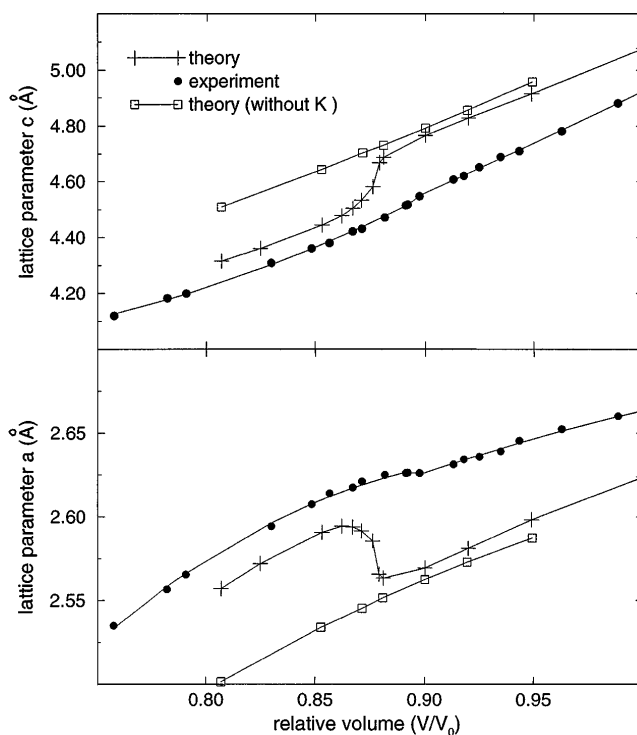 theory
experiment
theory (without K )
lattice parameter c (Å)
5.00
4.80
4.60
4.40
4.20
lattice parameter a (Å)
2.65
2.60
2.55
0.80 0.85 0.90 0.95
relative volume (V/V₀)